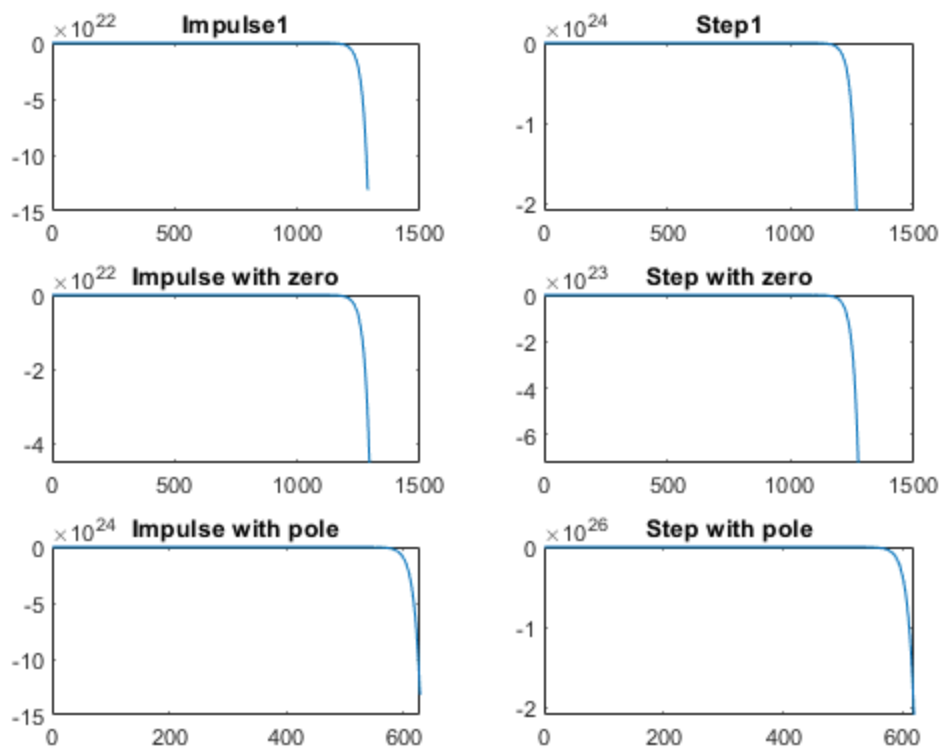 ×10^22 Impulse1
0
-5
-10
-15
0 500 1000 1500
×10^24 Step1
0
-1
-2
0 500 1000 1500
×10^22 Impulse with zero
0
-2
-4
0 500 1000 1500
×10^23 Step with zero
0
-2
-4
-6
0 500 1000 1500
×10^24 Impulse with pole
0
-5
-10
-15
0 200 400 600
×10^26 Step with pole
0
-1
-2
0 200 400 600